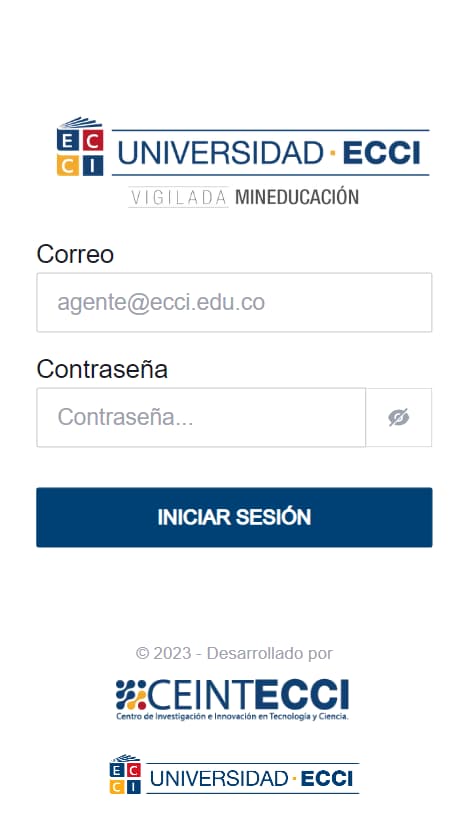 E C
C I
UNIVERSIDAD · ECCI
VIGILADA MINEDUCACIÓN
Correo
agente@ecci.edu.co
Contraseña
Contraseña...
INICIAR SESIÓN
© 2023 - Desarrollado por
CEINTECCI
Centro de Investigación e Innovación en Tecnología y Ciencia.
E C
C I
UNIVERSIDAD · ECCI